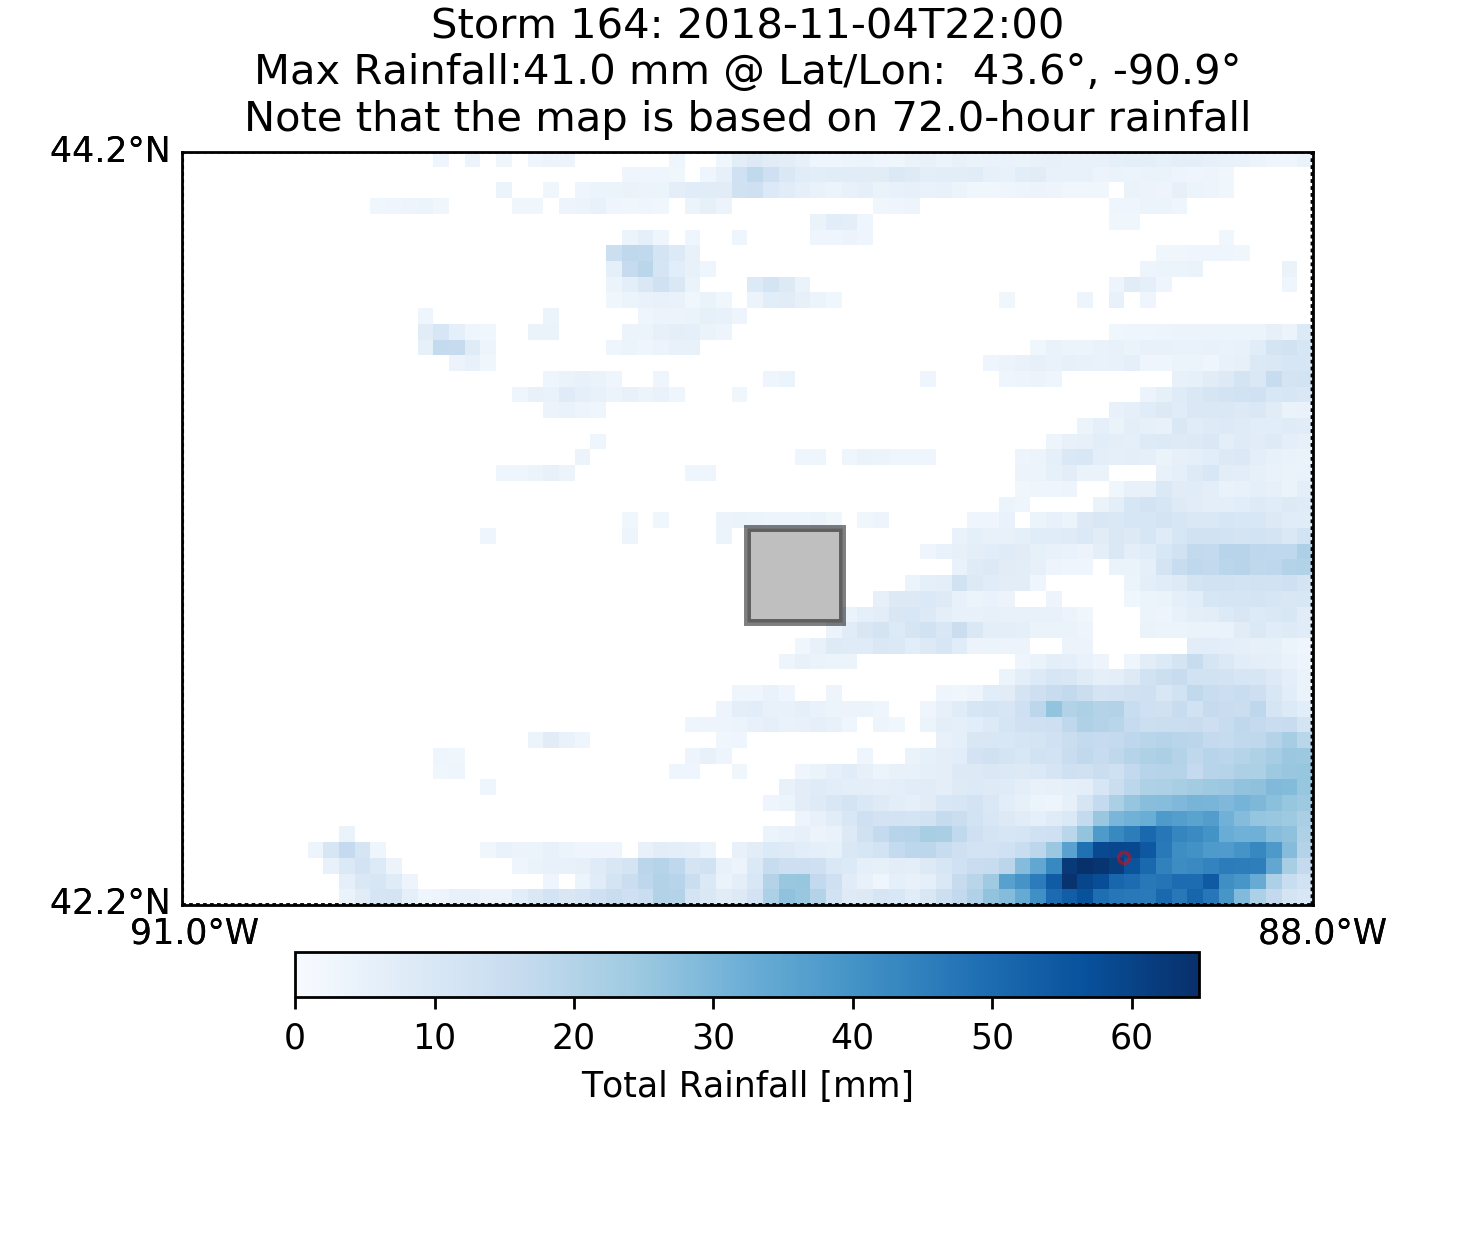 Storm 164: 2018-11-04T22:00
Max Rainfall:41.0 mm @ Lat/Lon:  43.6°, -90.9°
Note that the map is based on 72.0-hour rainfall
44.2°N
42.2°N
91.0°W 88.0°W
0 10 20 30 40 50 60
Total Rainfall [mm]